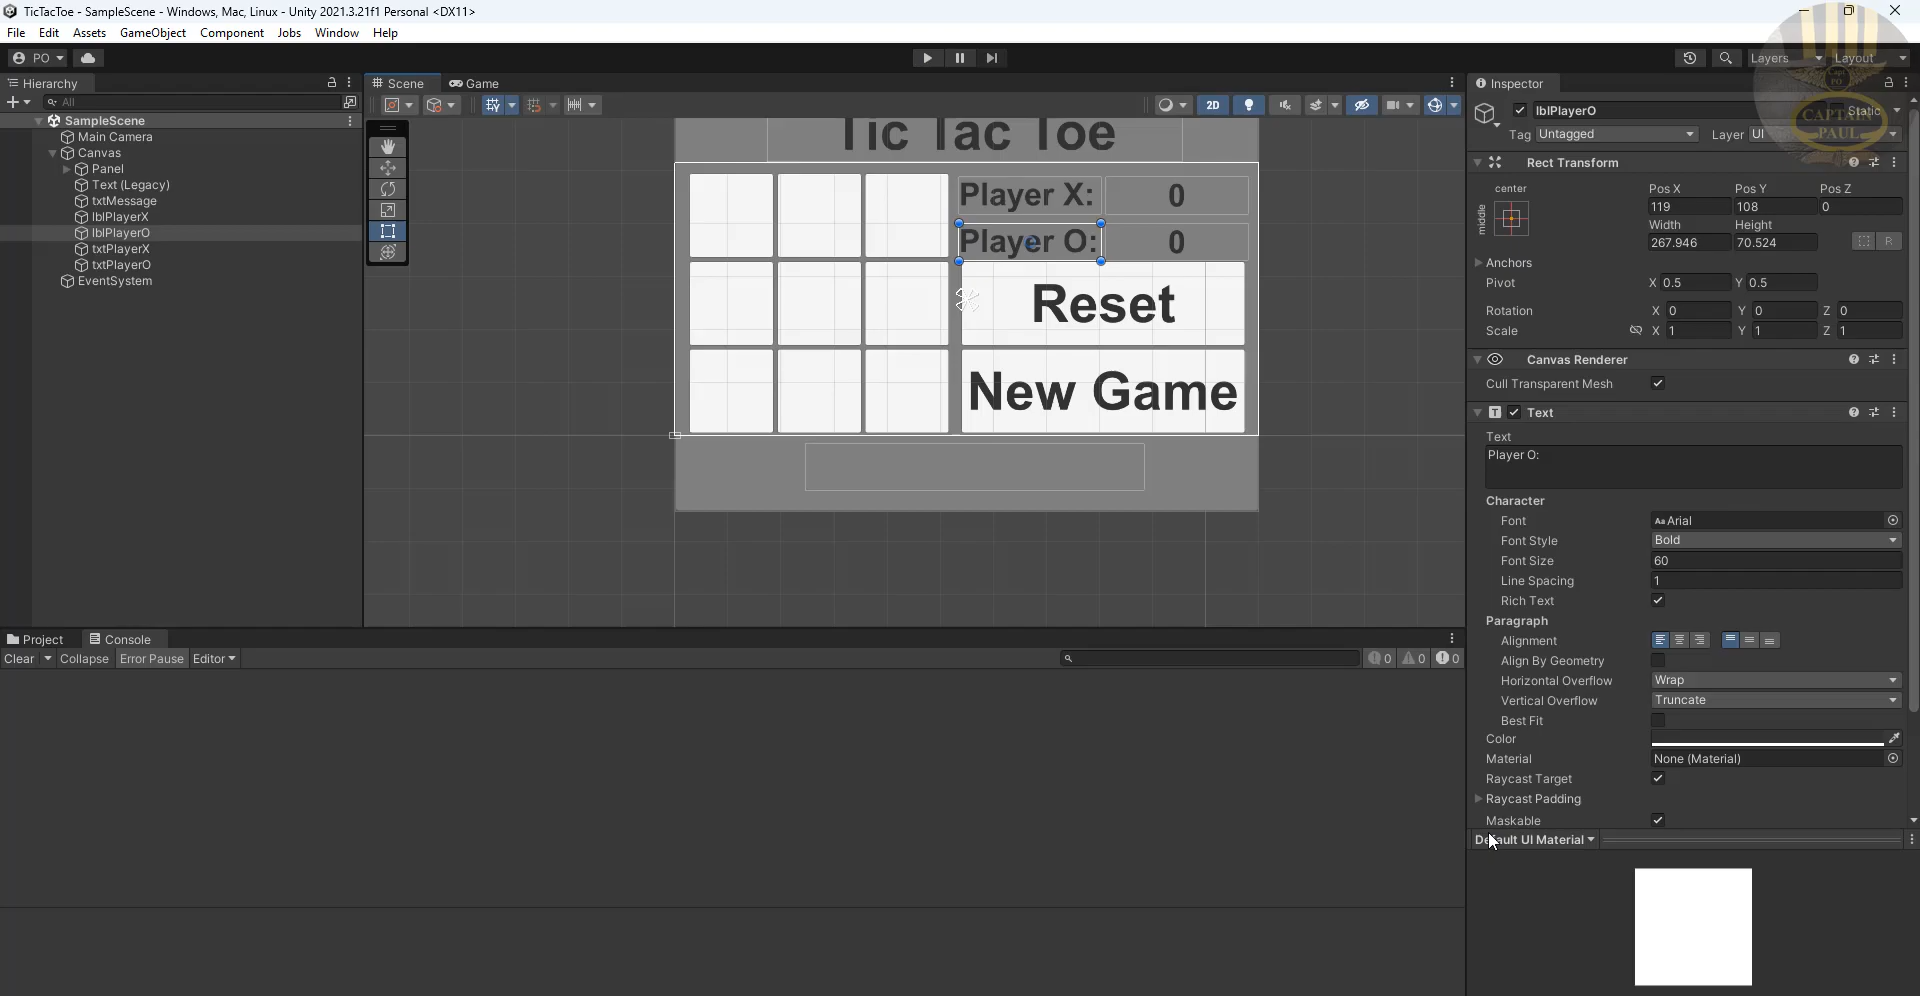 TicTacToe - SampleScene - Windows, Mac, Linux - Unity 2021.3.21f1 Personal <DX11>
File Edit Assets GameObject Component Jobs Window Help
PO Layers Layout
Hierarchy Scene Game Inspector
All 2D
SampleScene
Main Camera
Canvas
Panel
Text (Legacy)
txtMessage
lblPlayerX
lblPlayerO
txtPlayerX
txtPlayerO
EventSystem
Tic Tac Toe
Player X: 0
Player O: 0
Reset
New Game
lblPlayerO Static
Tag Untagged Layer UI
Capt
PO
CAPTAIN
PAUL
Rect Transform
center
middle
Pos X Pos Y Pos Z
119 108 0
Width Height
267.946 70.524
R
Anchors
Pivot X 0.5 Y 0.5
Rotation X 0 Y 0 Z 0
Scale X 1 Y 1 Z 1
Canvas Renderer
Cull Transparent Mesh
T Text
Text
Player O:
Character
Font Aa Arial
Font Style Bold
Font Size 60
Line Spacing 1
Rich Text
Paragraph
Alignment
Align By Geometry
Horizontal Overflow Wrap
Vertical Overflow Truncate
Best Fit
Color
Material None (Material)
Raycast Target
Raycast Padding
Maskable
Project Console
Clear Collapse Error Pause Editor 0 0 0